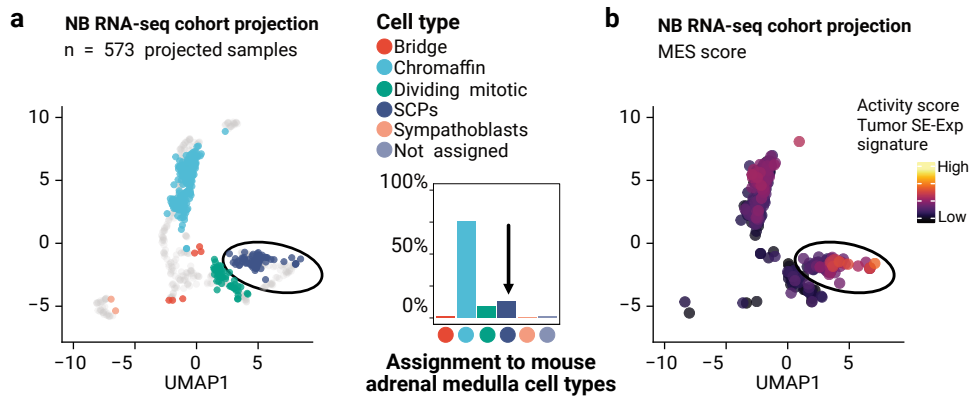 a
NB RNA-seq cohort projection
n = 573 projected samples
10
5
0
−5
−10
−5
0
5
UMAP1
Cell type
Bridge
Chromaffin
Dividing mitotic
SCPs
Sympathoblasts
Not assigned
100%
50%
0%
Assignment to mouse
adrenal medulla cell types
b
NB RNA-seq cohort projection
MES score
Activity score
Tumor SE-Exp
signature
High
Low
10
5
0
−5
−10
−5
0
5
UMAP1